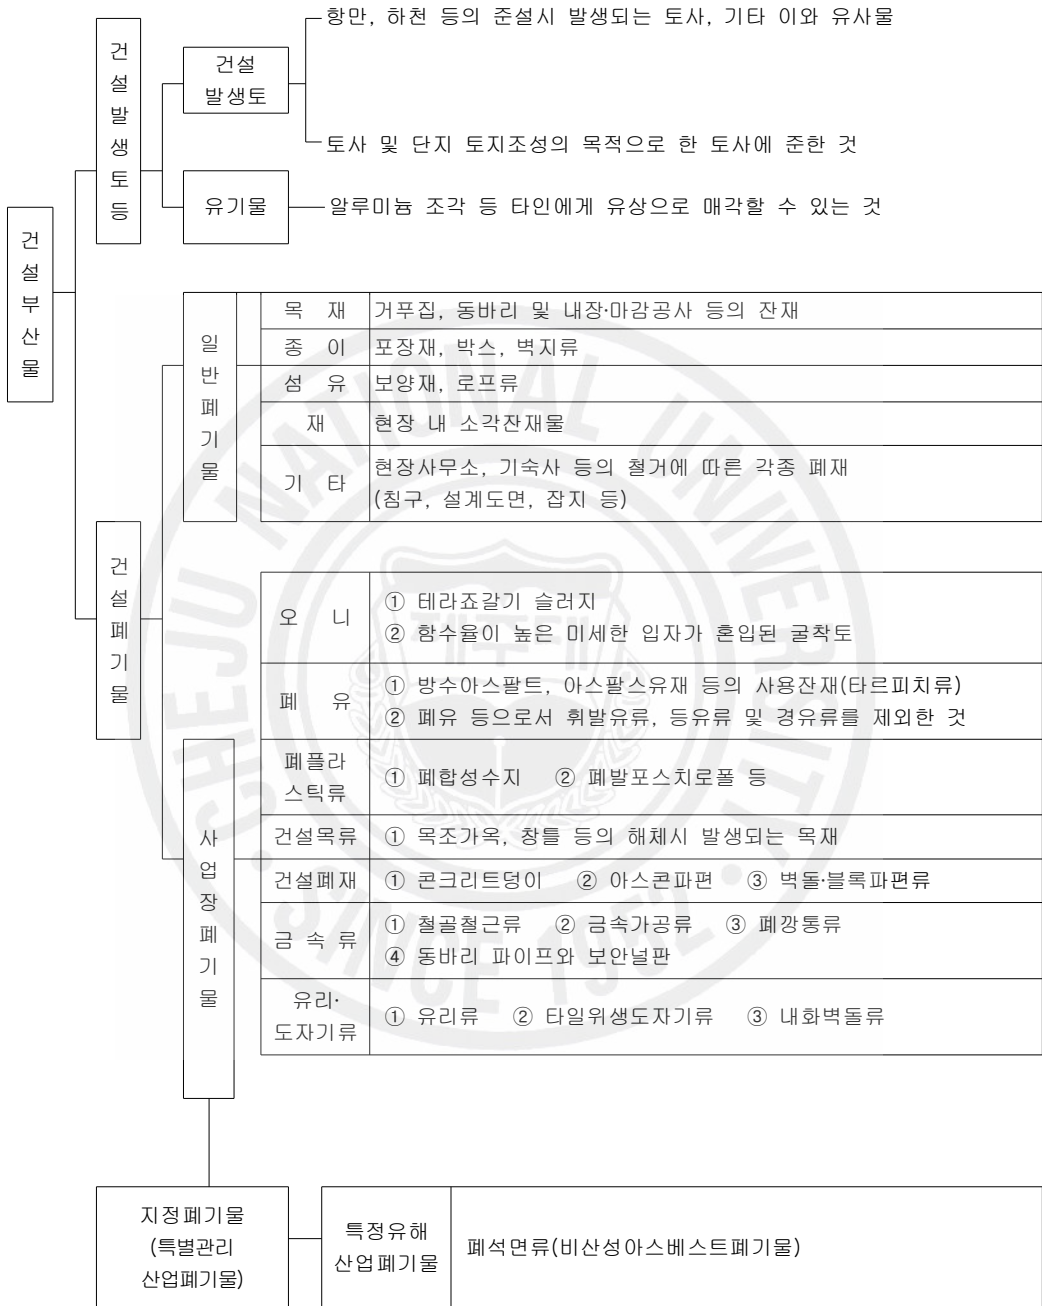 항만, 하천 등의 준설시 발생되는 토사, 기타 이와 유사물
건설발생토등
건설
발생토
토사 및 단지 토지조성의 목적으로 한 토사에 준한 것
유기물
알루미늄 조각 등 타인에게 유상으로 매각할 수 있는 것
건설부산물
일반폐기물
목 재 거푸집, 동바리 및 내장·마감공사 등의 잔재
종 이 포장재, 박스, 벽지류
섬 유 보양재, 로프류
재 현장 내 소각잔재물
기 타 현장사무소, 기숙사 등의 철거에 따른 각종 폐재
(침구, 설계도면, 잡지 등)
건설폐기물
오 니
① 테라죠갈기 슬러지
② 함수율이 높은 미세한 입자가 혼입된 굴착토
폐 유
① 방수아스팔트, 아스팔스유재 등의 사용잔재(타르피치류)
② 폐유 등으로서 휘발유류, 등유류 및 경유류를 제외한 것
사업장폐기물
폐플라
스틱류
① 폐합성수지 ② 폐발포스치로폴 등
건설목류 ① 목조가옥, 창틀 등의 해체시 발생되는 목재
건설폐재 ① 콘크리트덩이 ② 아스콘파편 ③ 벽돌·블록파편류
금 속 류
① 철골철근류 ② 금속가공류 ③ 폐깡통류
④ 동바리 파이프와 보안널판
유리·
도자기류
① 유리류 ② 타일위생도자기류 ③ 내화벽돌류
지정폐기물
(특별관리
산업폐기물)
특정유해
산업폐기물
폐석면류(비산성아스베스트폐기물)
CHEJU NATIONAL UNIVERSITY
SINCE 1952
제주대